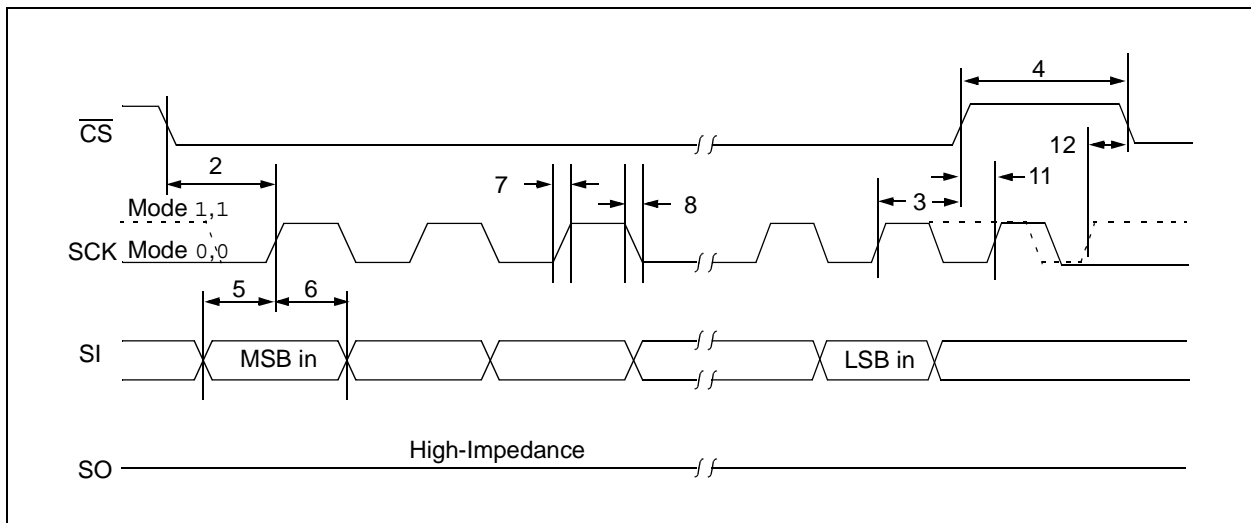 4
CS
12
2
7
8
3
11
Mode 1,1
SCK
Mode 0,0
5
6
SI
MSB in
LSB in
High-Impedance
SO